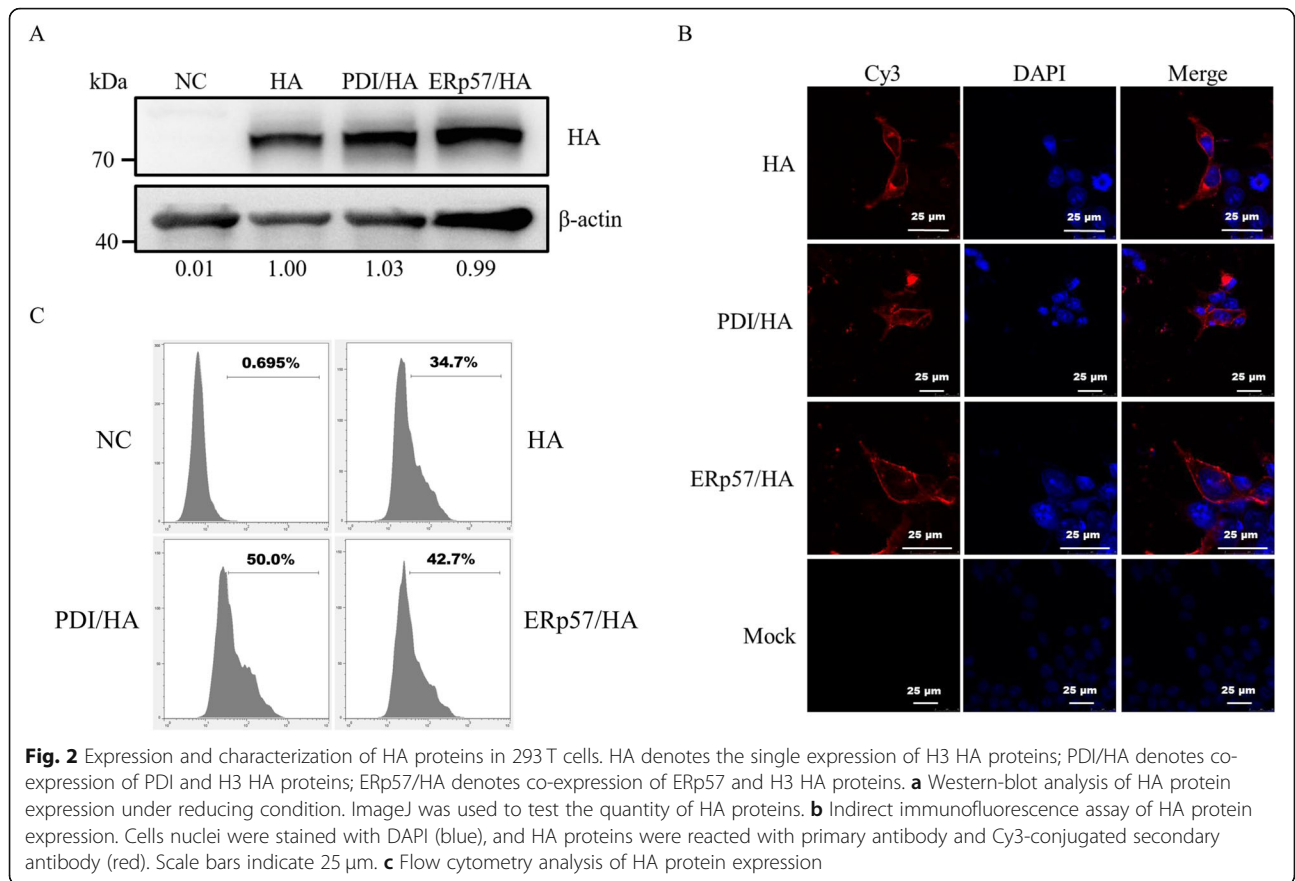 A
kDa NC HA PDI/HA ERp57/HA
HA
70
β-actin
40
0.01 1.00 1.03 0.99
B
Cy3 DAPI Merge
HA
25 µm 25 µm 25 µm
PDI/HA
25 µm 25 µm 25 µm
ERp57/HA
25 µm 25 µm 25 µm
Mock
25 µm 25 µm 25 µm
C
NC 0.695% 34.7% HA
PDI/HA 50.0% 42.7% ERp57/HA
Fig. 2 Expression and characterization of HA proteins in 293 T cells. HA denotes the single expression of H3 HA proteins; PDI/HA denotes co-
expression of PDI and H3 HA proteins; ERp57/HA denotes co-expression of ERp57 and H3 HA proteins. a Western-blot analysis of HA protein
expression under reducing condition. ImageJ was used to test the quantity of HA proteins. b Indirect immunofluorescence assay of HA protein
expression. Cells nuclei were stained with DAPI (blue), and HA proteins were reacted with primary antibody and Cy3-conjugated secondary
antibody (red). Scale bars indicate 25 µm. c Flow cytometry analysis of HA protein expression